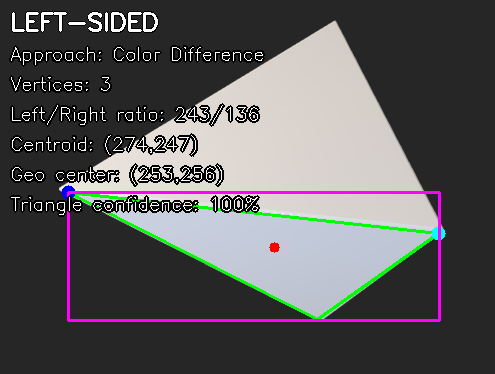 LEFT-SIDED
Approach: Color Difference
Vertices: 3
Left/Right ratio: 243/136
Centroid: (274,247)
Geo center: (253,256)
Triangle confidence: 100%